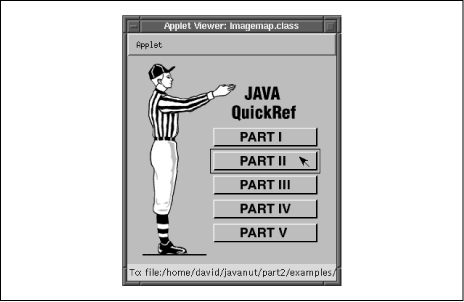 Applet Viewer: Imagemap.class
Applet
JAVA
QuickRef
PART I
PART II
PART III
PART IV
PART V
To: file:/home/david/javanut/part2/examples/